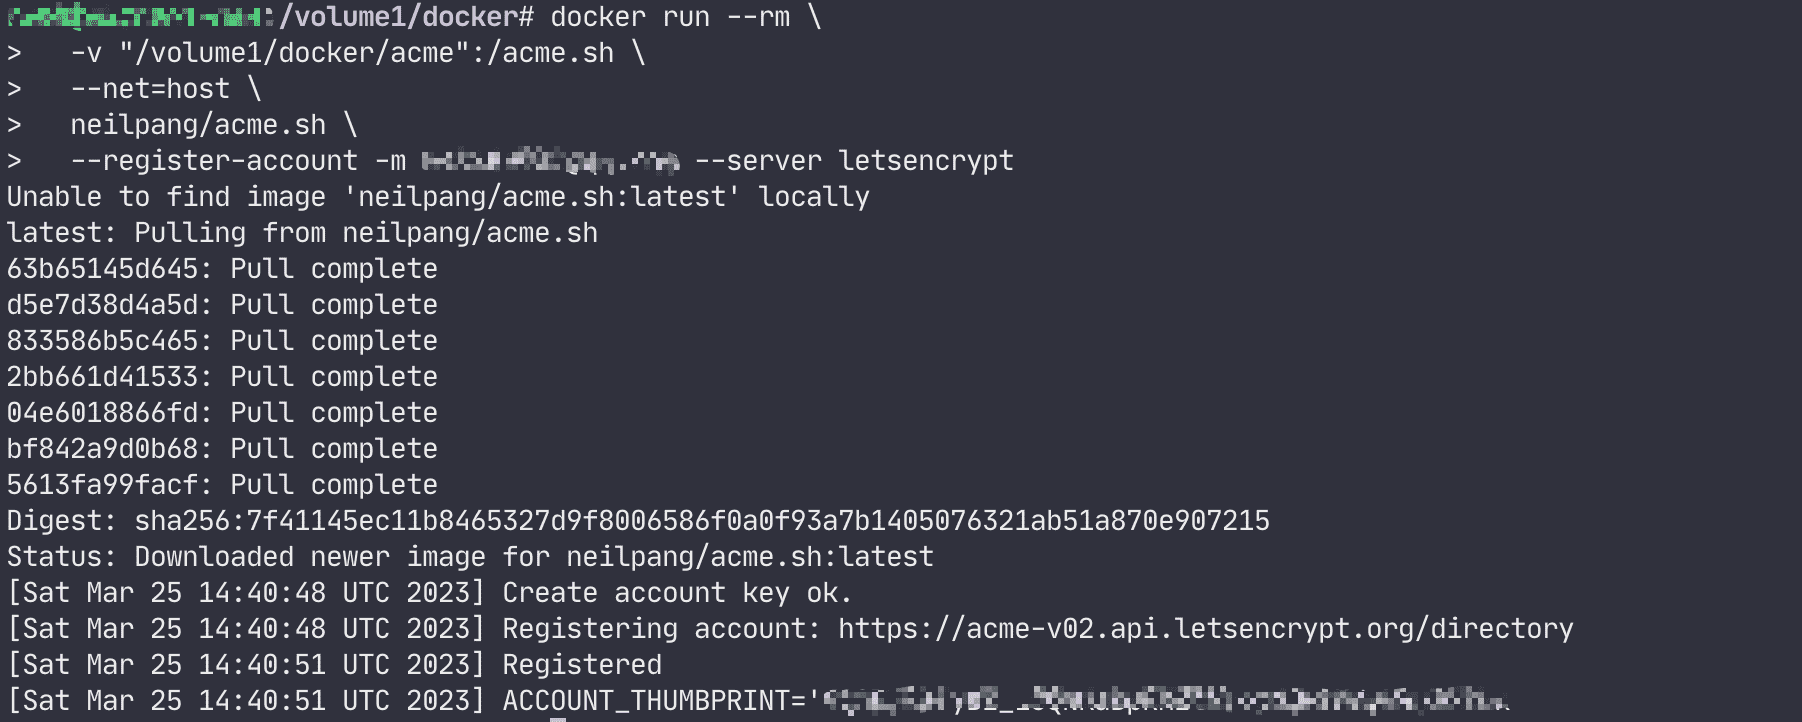 :/volume1/docker# docker run --rm \
>   -v "/volume1/docker/acme":/acme.sh \
>   --net=host \
>   neilpang/acme.sh \
>   --register-account -m --server letsencrypt
Unable to find image 'neilpang/acme.sh:latest' locally
latest: Pulling from neilpang/acme.sh
63b65145d645: Pull complete
d5e7d38d4a5d: Pull complete
833586b5c465: Pull complete
2bb661d41533: Pull complete
04e6018866fd: Pull complete
bf842a9d0b68: Pull complete
5613fa99facf: Pull complete
Digest: sha256:7f41145ec11b8465327d9f8006586f0a0f93a7b1405076321ab51a870e907215
Status: Downloaded newer image for neilpang/acme.sh:latest
[Sat Mar 25 14:40:48 UTC 2023] Create account key ok.
[Sat Mar 25 14:40:48 UTC 2023] Registering account: https://acme-v02.api.letsencrypt.org/directory
[Sat Mar 25 14:40:51 UTC 2023] Registered
[Sat Mar 25 14:40:51 UTC 2023] ACCOUNT_THUMBPRINT='